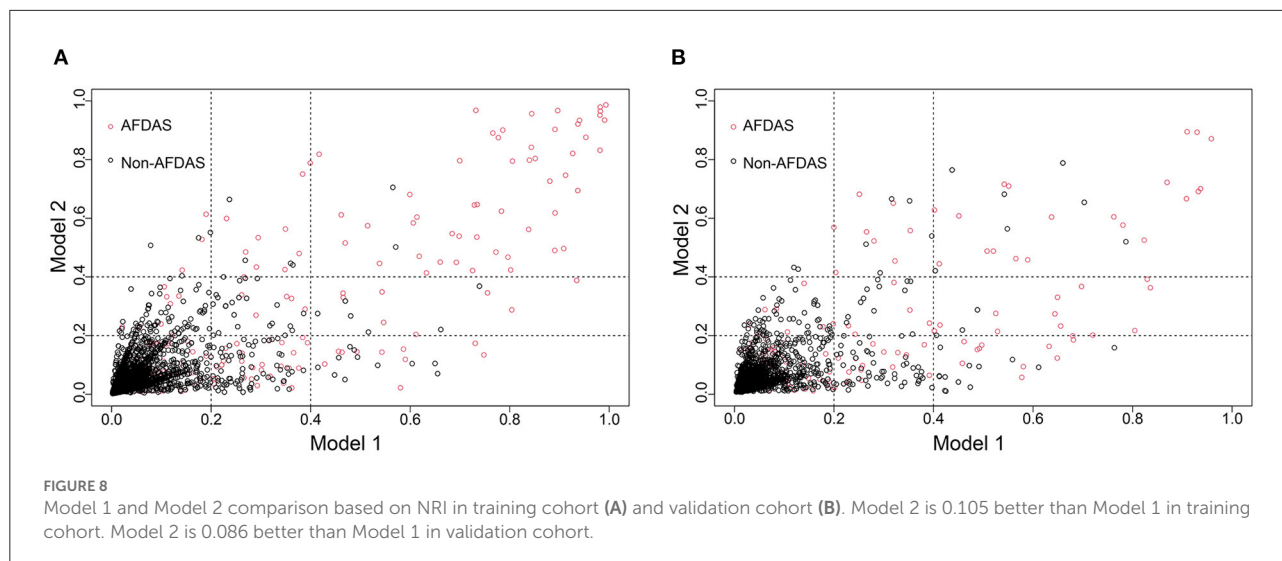 A
Model 2
1.0
0.8
0.6
0.4
0.2
0.0
AFDAS
Non-AFDAS
0.0 0.2 0.4 0.6 0.8 1.0
Model 1
B
Model 2
1.0
0.8
0.6
0.4
0.2
0.0
AFDAS
Non-AFDAS
0.0 0.2 0.4 0.6 0.8 1.0
Model 1
FIGURE 8
Model 1 and Model 2 comparison based on NRI in training cohort (A) and validation cohort (B). Model 2 is 0.105 better than Model 1 in training
cohort. Model 2 is 0.086 better than Model 1 in validation cohort.